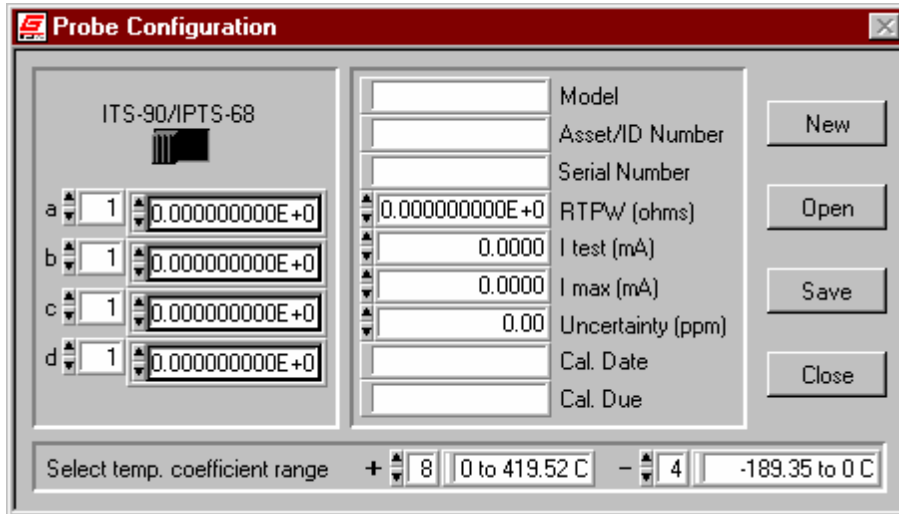 Probe Configuration
ITS-90/IPTS-68
a 1 0.000000000E+0
b 1 0.000000000E+0
c 1 0.000000000E+0
d 1 0.000000000E+0
Model
Asset/ID Number
Serial Number
0.000000000E+0 RTPW (ohms)
0.0000 I test (mA)
0.0000 I max (mA)
0.00 Uncertainty (ppm)
Cal. Date
Cal. Due
New
Open
Save
Close
Select temp. coefficient range + 8 0 to 419.52 C − 4 -189.35 to 0 C